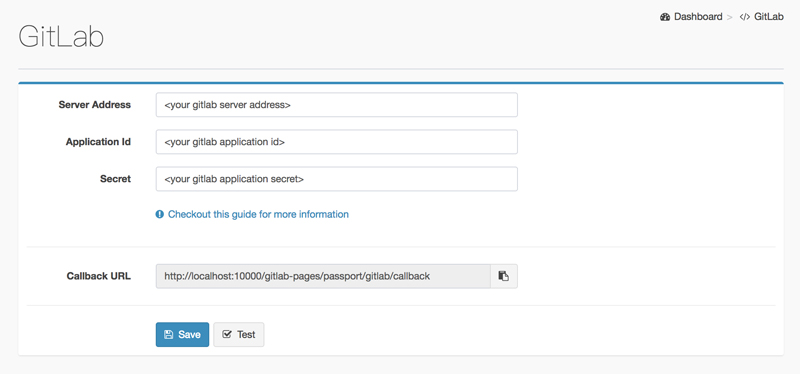 Dashboard > GitLab
GitLab
Server Address <your gitlab server address>
Application Id <your gitlab application id>
Secret <your gitlab application secret>
Checkout this guide for more information
Callback URL http://localhost:10000/gitlab-pages/passport/gitlab/callback
Save Test